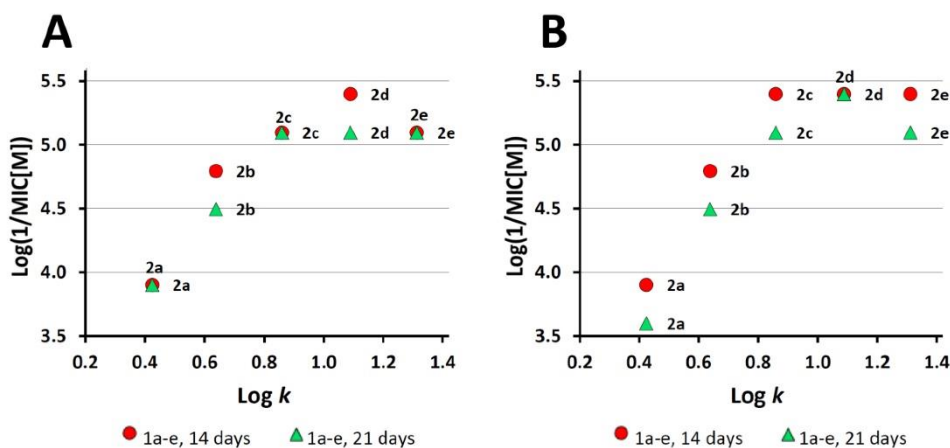 A
B
Log(1/MIC[M])
5.5
5.0
4.5
4.0
3.5
2a
2a
2b
2b
2c
2c
2d
2d
2e
2e
0.2 0.4 0.6 0.8 1.0 1.2 1.4
Log k
1a-e, 14 days 1a-e, 21 days
Log(1/MIC[M])
5.5
5.0
4.5
4.0
3.5
2a
2a
2b
2b
2c
2c
2d
2d
2e
2e
0.2 0.4 0.6 0.8 1.0 1.2 1.4
Log k
1a-e, 14 days 1a-e, 21 days